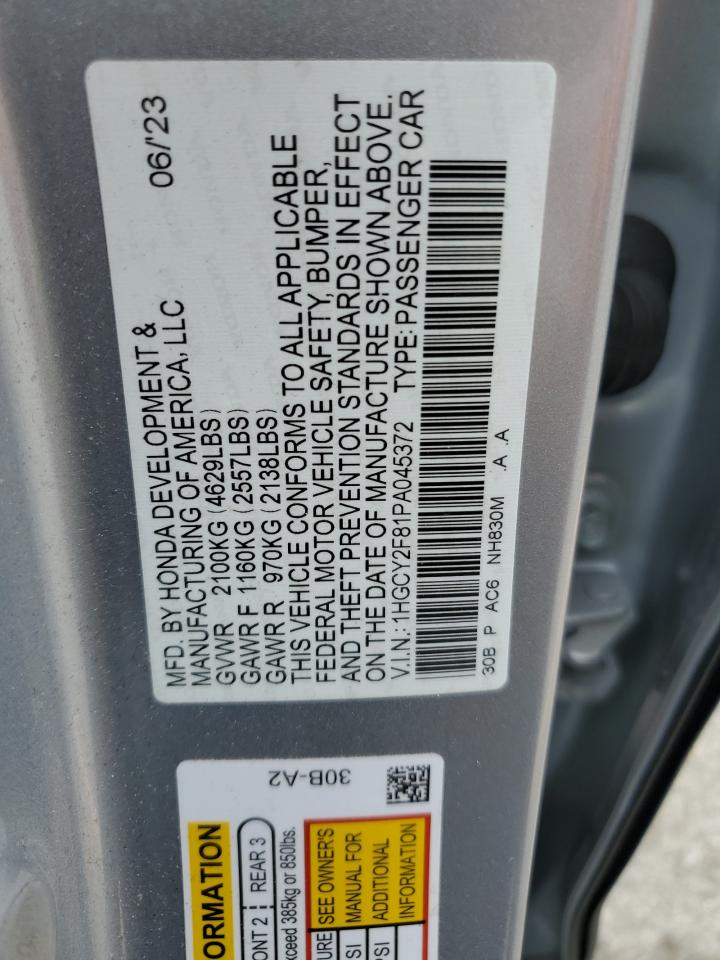 MFD. BY HONDA DEVELOPMENT & 06/'23
MANUFACTURING OF AMERICA, LLC
GVWR 2100KG (4629LBS)
GAWR F 1160KG (2557LBS)
GAWR R 970KG (2138LBS)
THIS VEHICLE CONFORMS TO ALL APPLICABLE
FEDERAL MOTOR VEHICLE SAFETY, BUMPER,
AND THEFT PREVENTION STANDARDS IN EFFECT
ON THE DATE OF MANUFACTURE SHOWN ABOVE.
V.I.N.: 1HGCY2F81PA045372 TYPE: PASSENGER CAR
30B P AC6 NH830M .A .A
30B-A2
ORMATION
ONT 2 REAR 3
xceed 385kg or 850lbs.
URE SEE OWNER'S
SI MANUAL FOR
PSI ADDITIONAL
INFORMATION